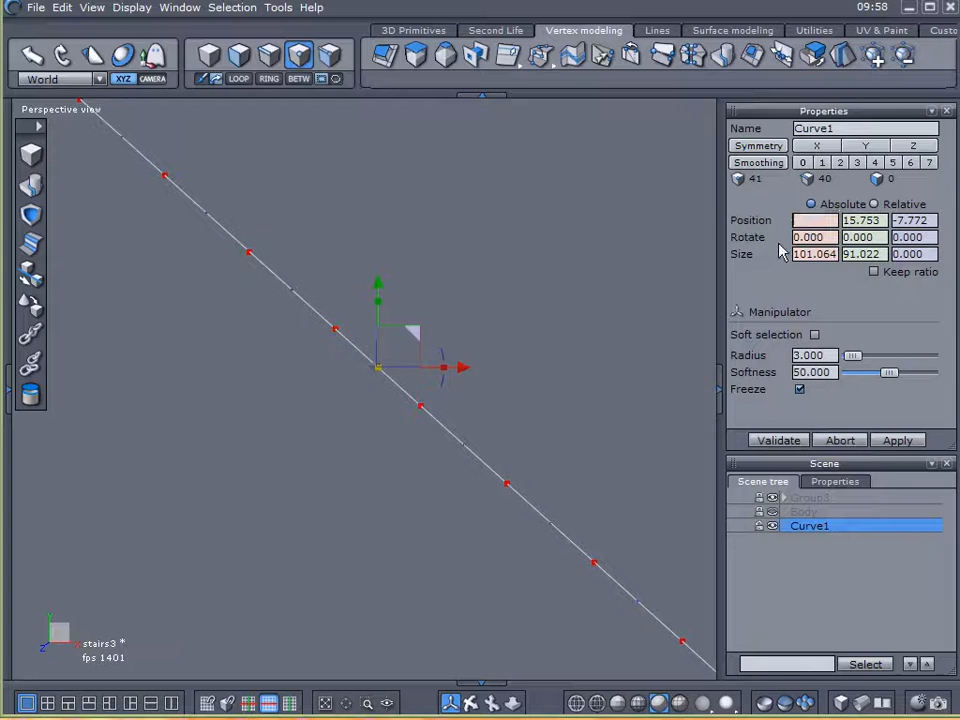 File Edit View Display Window Selection Tools Help 09:58
3D Primitives Second Life Vertex modeling Lines Surface modeling Utilities UV & Paint Custo
World XYZ CAMERA LOOP RING BETW
Perspective view
Properties
Name Curve1
Symmetry X Y Z
Smoothing 0 1 2 3 4 5 6 7
41 40 0
Absolute Relative
Position 15.753 -7.772
Rotate 0.000 0.000 0.000
Size 101.064 91.022 0.000
Keep ratio
Manipulator
Soft selection
Radius 3.000
Softness 50.000
Freeze
Validate Abort Apply
Scene
Scene tree Properties
Group3
Body
Curve1
Y
Z X
stairs3 *
fps 1401
Select